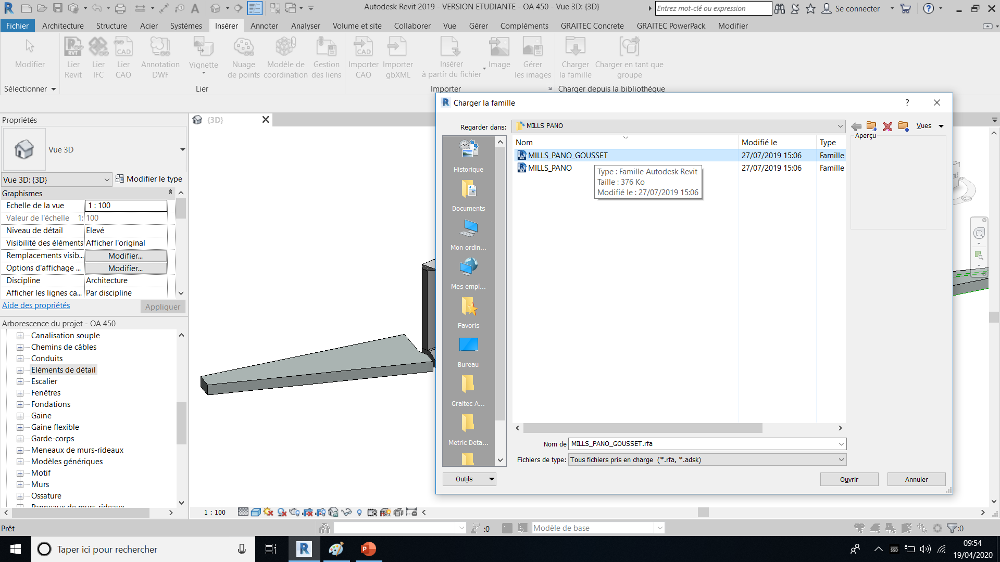 Autodesk Revit 2019 - VERSION ETUDIANTE - OA 450 - Vue 3D: {3D}
Entrez mot-clé ou expression
Se connecter
Fichier Architecture Structure Acier Systèmes Insérer Annoter Analyser Volume et site Collaborer Vue Gérer Compléments GRAITEC Concrete GRAITEC PowerPack Modifier
Modifier
Lier Revit
Lier IFC
Lier CAO
Annotation DWF
Vignette
Nuage de points
Modèle de coordination
Gestion des liens
Importer CAO
Importer gbXML
Insérer à partir du fichier
Image
Gérer les images
Charger la famille
Charger en tant que groupe
Sélectionner
Lier
Importer
Charger depuis la bibliothèque
Propriétés
Vue 3D
Vue 3D: {3D}
Modifier le type
Graphismes
Echelle de la vue 1 : 100
Valeur de l'échelle 1: 100
Niveau de détail Elevé
Visibilité des éléments Afficher l'original
Remplacements visib... Modifier...
Options d'affichage ... Modifier...
Discipline Architecture
Afficher les lignes ca... Par discipline
Aide des propriétés
Appliquer
Arborescence du projet - OA 450
Canalisation souple
Chemins de câbles
Conduits
Eléments de détail
Escalier
Fenêtres
Fondations
Gaine
Gaine flexible
Garde-corps
Meneaux de murs-rideaux
Modèles génériques
Motif
Murs
Ossature
Panneaux de murs-rideaux
{3D}
Charger la famille
?
Regarder dans: MILLS PANO
Vues
Aperçu
Historique
Documents
Mon ordin...
Mes empl...
Favoris
Bureau
Graitec A...
Metric Deta...
Nom Modifié le Type
MILLS_PANO_GOUSSET 27/07/2019 15:06 Famille
MILLS_PANO 27/07/2019 15:06 Famille
Type : Famille Autodesk Revit
Taille : 376 Ko
Modifié le : 27/07/2019 15:06
Nom de MILLS_PANO_GOUSSET.rfa
Fichiers de type: Tous fichiers pris en charge (*.rfa, *.adsk)
Outils
Ouvrir
Annuler
1 : 100
Prêt
:0
Modèle de base
:0
Taper ici pour rechercher
09:54
19/04/2020